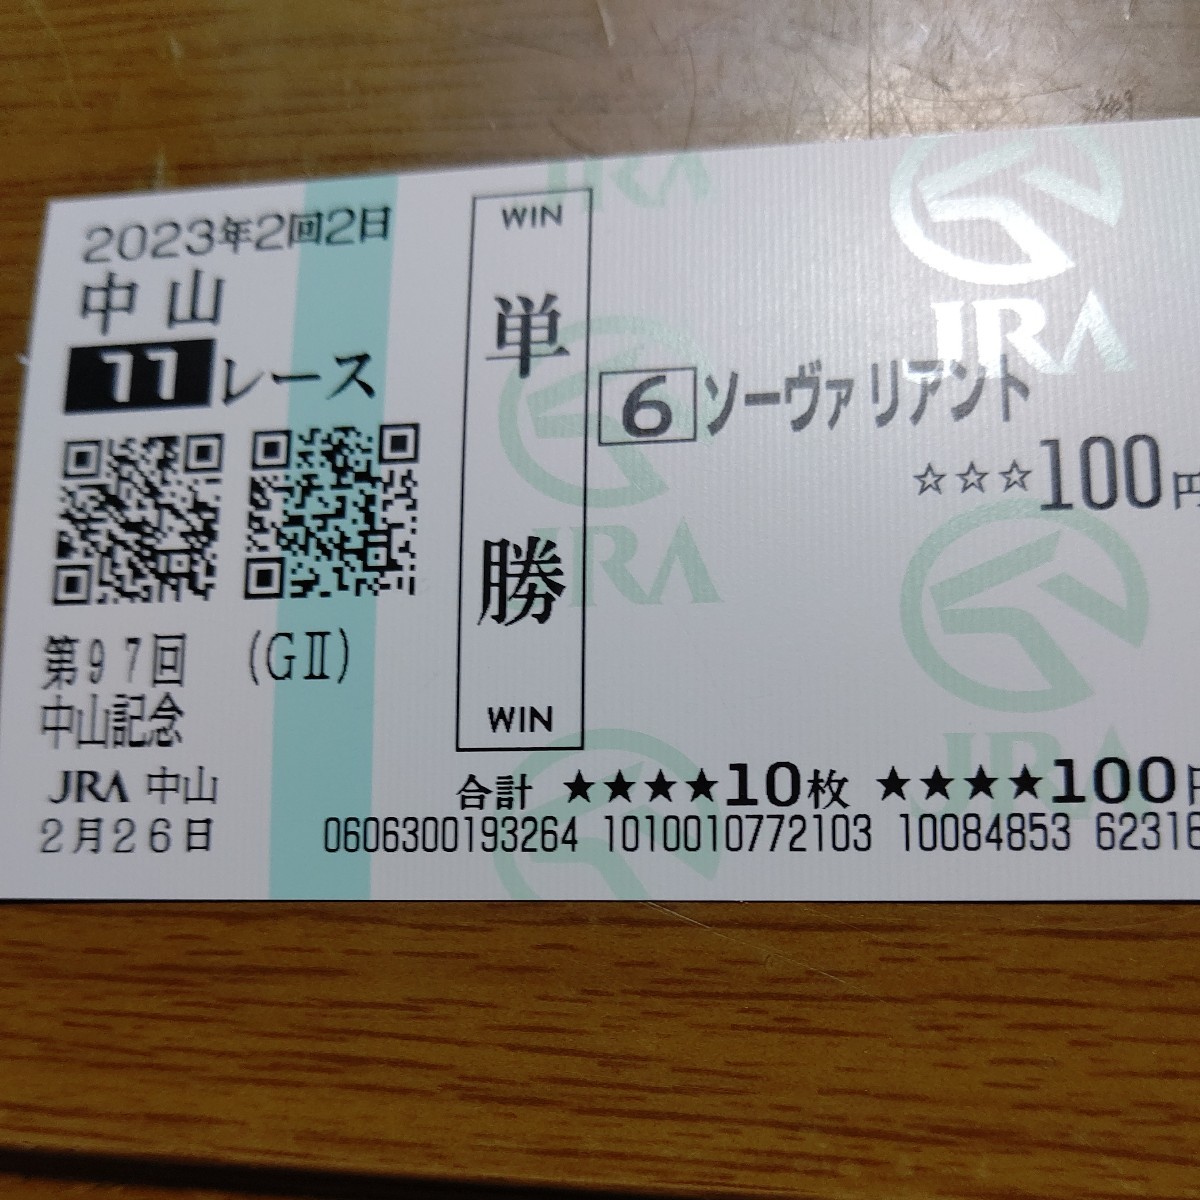 2023年2回2日
中山
11レース
第97回 (GⅡ)
中山記念
JRA 中山
2月26日
WIN
単勝
WIN
6 ソーヴァリアント
☆☆☆100円
合計 ★★★★10枚 ★★★★100円
0606300193264 1010010772103 10084853 62316
JRA
JRA
JRA
JRA